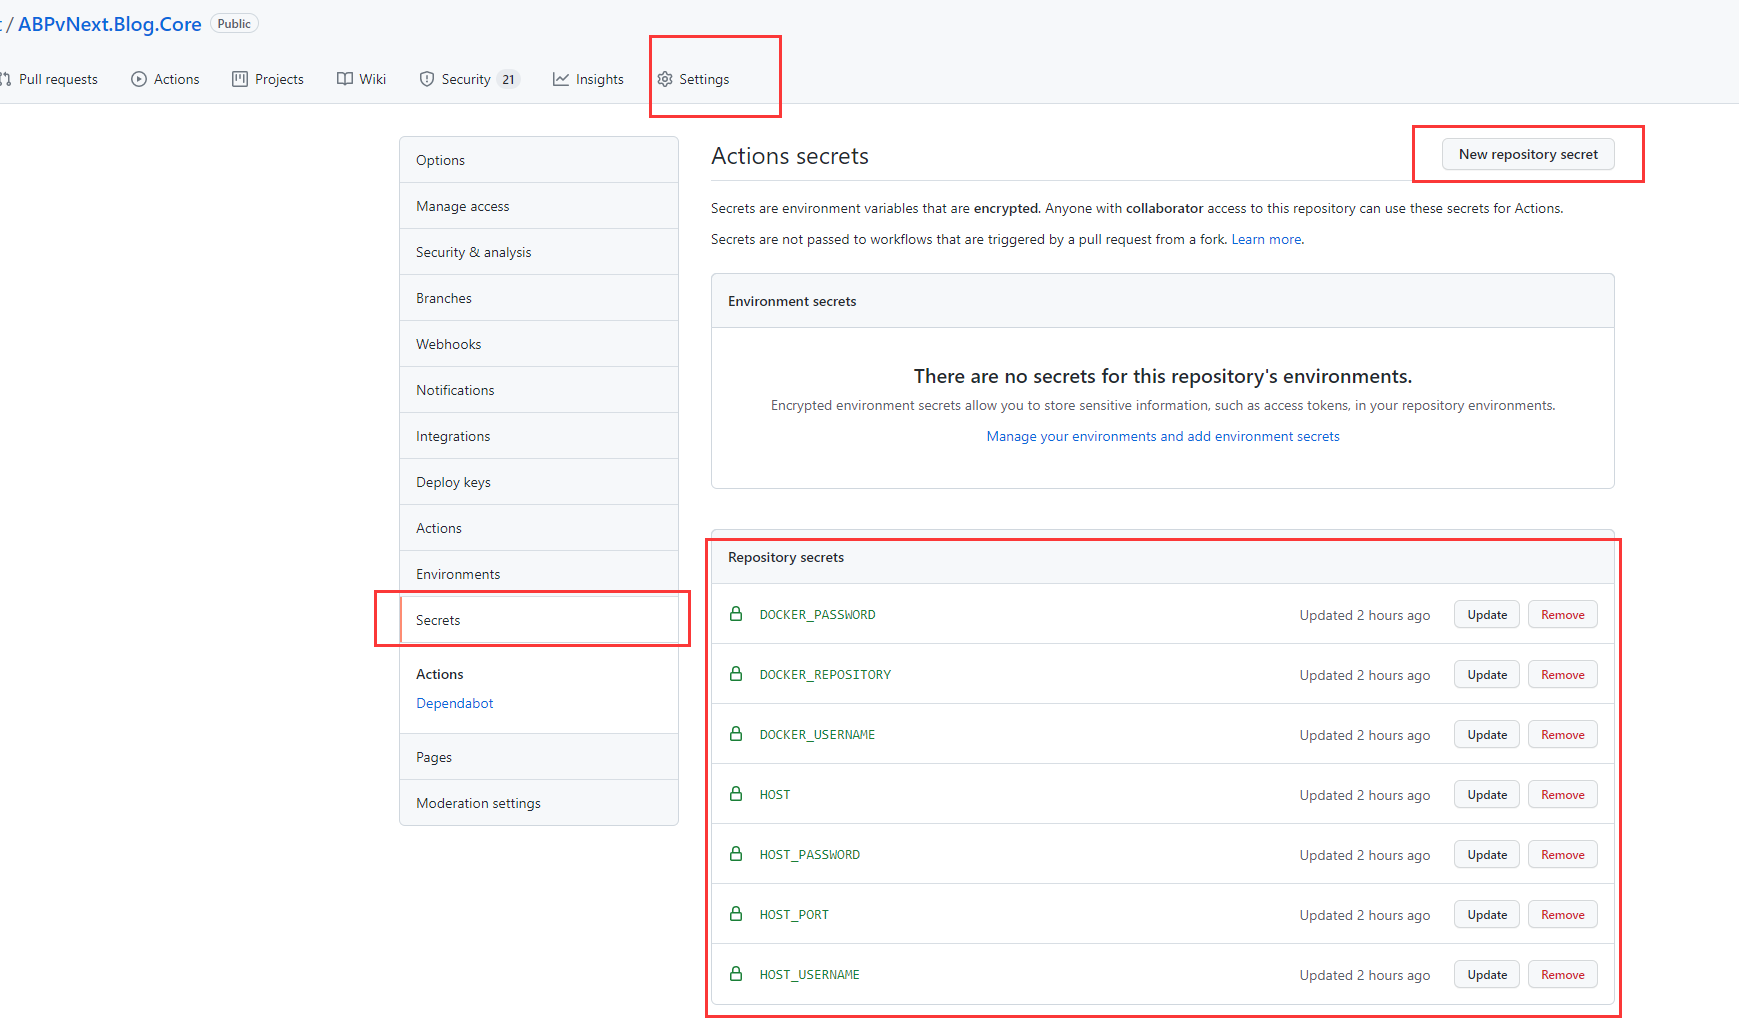 / ABPvNext.Blog.Core Public
Pull requests Actions Projects Wiki Security 21 Insights Settings
Options
Manage access
Security & analysis
Branches
Webhooks
Notifications
Integrations
Deploy keys
Actions
Environments
Secrets
Actions
Dependabot
Pages
Moderation settings
Actions secrets
New repository secret
Secrets are environment variables that are encrypted. Anyone with collaborator access to this repository can use these secrets for Actions.
Secrets are not passed to workflows that are triggered by a pull request from a fork. Learn more.
Environment secrets
There are no secrets for this repository's environments.
Encrypted environment secrets allow you to store sensitive information, such as access tokens, in your repository environments.
Manage your environments and add environment secrets
Repository secrets
DOCKER_PASSWORD Updated 2 hours ago Update Remove
DOCKER_REPOSITORY Updated 2 hours ago Update Remove
DOCKER_USERNAME Updated 2 hours ago Update Remove
HOST Updated 2 hours ago Update Remove
HOST_PASSWORD Updated 2 hours ago Update Remove
HOST_PORT Updated 2 hours ago Update Remove
HOST_USERNAME Updated 2 hours ago Update Remove